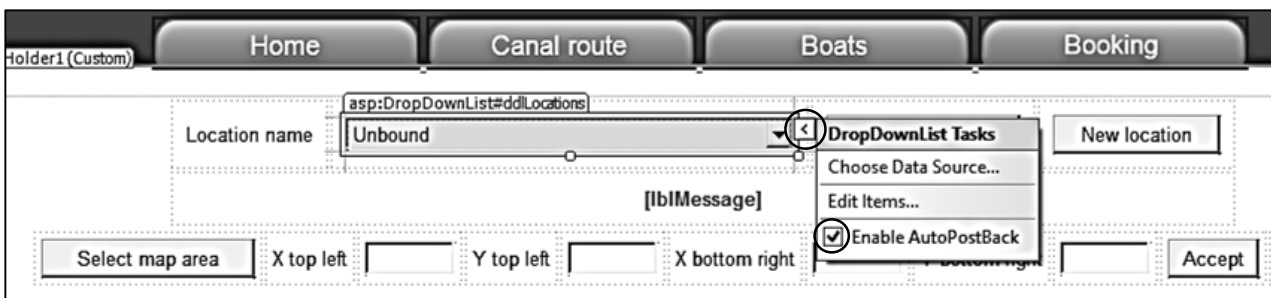 Home Canal route Boats Booking
Holder1 (Custom)
asp:DropDownList#ddlLocations
Location name Unbound < DropDownList Tasks New location
Choose Data Source...
[lblMessage] Edit Items...
Enable AutoPostBack
Select map area X top left Y top left X bottom right Accept